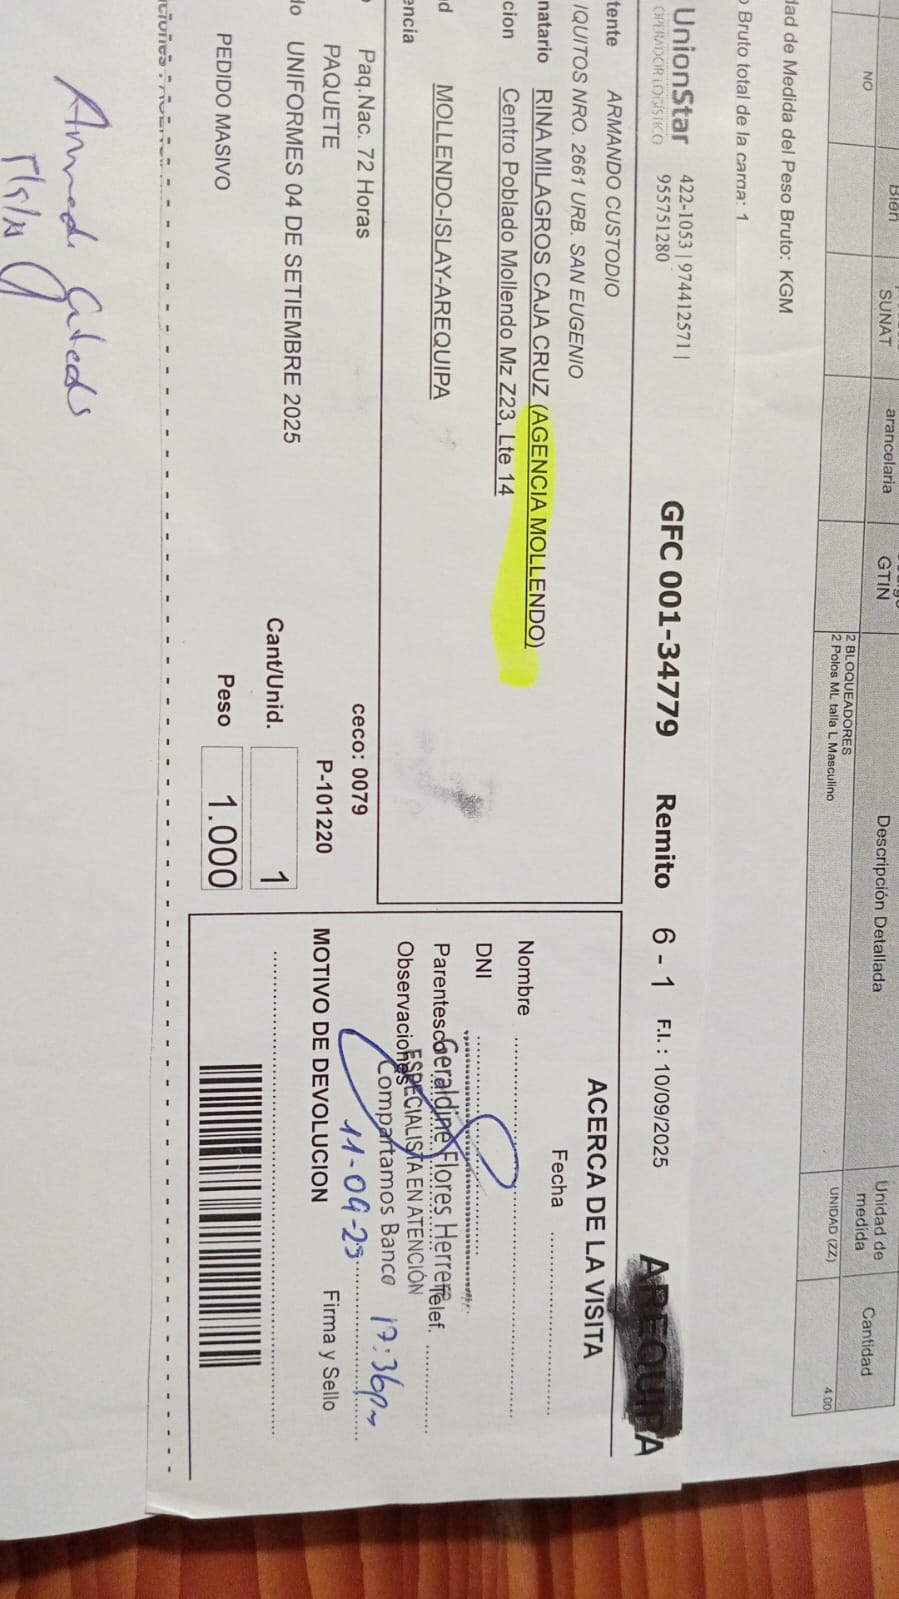 Bien
SUNAT
arancelaria
GTIN
Descripción Detallada
Unidad de
medida
Cantidad
NO
2 BLOQUEADORES
2 Polos ML talla L Masculino
UNIDAD (ZZ)
4.00
de Medida del Peso Bruto: KGM
Bruto total de la carga: 1
UnionStar
OPERADOR LOGÍSTICO
422-1053 | 974412571 |
955751280
GFC 001-34779 Remito 6 - 1 F.I. : 10/09/2025 AREQUIPA
ARMANDO CUSTODIO
NRO. 2661 URB. SAN EUGENIO
RINA MILAGROS CAJA CRUZ (AGENCIA MOLLENDO)
Centro Poblado Mollendo Mz Z23, Lte 14
MOLLENDO-ISLAY-AREQUIPA
Paq.Nac. 72 Horas
ceco: 0079
PAQUETE
P-101220
UNIFORMES 04 DE SETIEMBRE 2025
Cant/Unid. 1
PEDIDO MASIVO
Peso 1.000
ACERCA DE LA VISITA
Fecha
Nombre
DNI
Parentesco
Telef.
Observaciones
Geraldine Flores Herrera
ESPECIALISTA EN ATENCIÓN
Compartamos Banco
17:36pm
11-09-25
MOTIVO DE DEVOLUCION
Firma y Sello